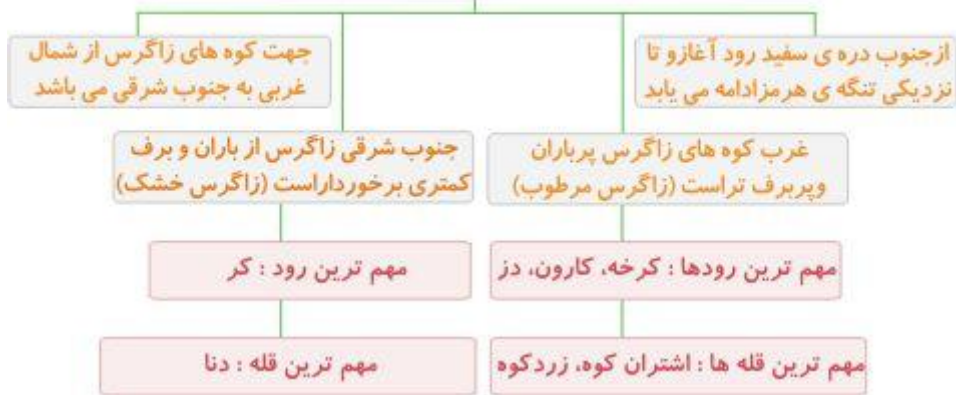 ازجنوب دره ی سفید رود آغازو تا
نزدیکی تنگه ی هرمزادامه می یابد
جهت کوه های زاگرس از شمال
غربی به جنوب شرقی می باشد
غرب کوه های زاگرس پرباران
وپربرف تراست (زاگرس مرطوب)
جنوب شرقی زاگرس از باران و برف
کمتری برخورداراست (زاگرس خشک)
مهم ترین رودها : کرخه، کارون، دز
مهم ترین رود : کر
مهم ترین قله ها : اشتران کوه، زردکوه
مهم ترین قله : دنا